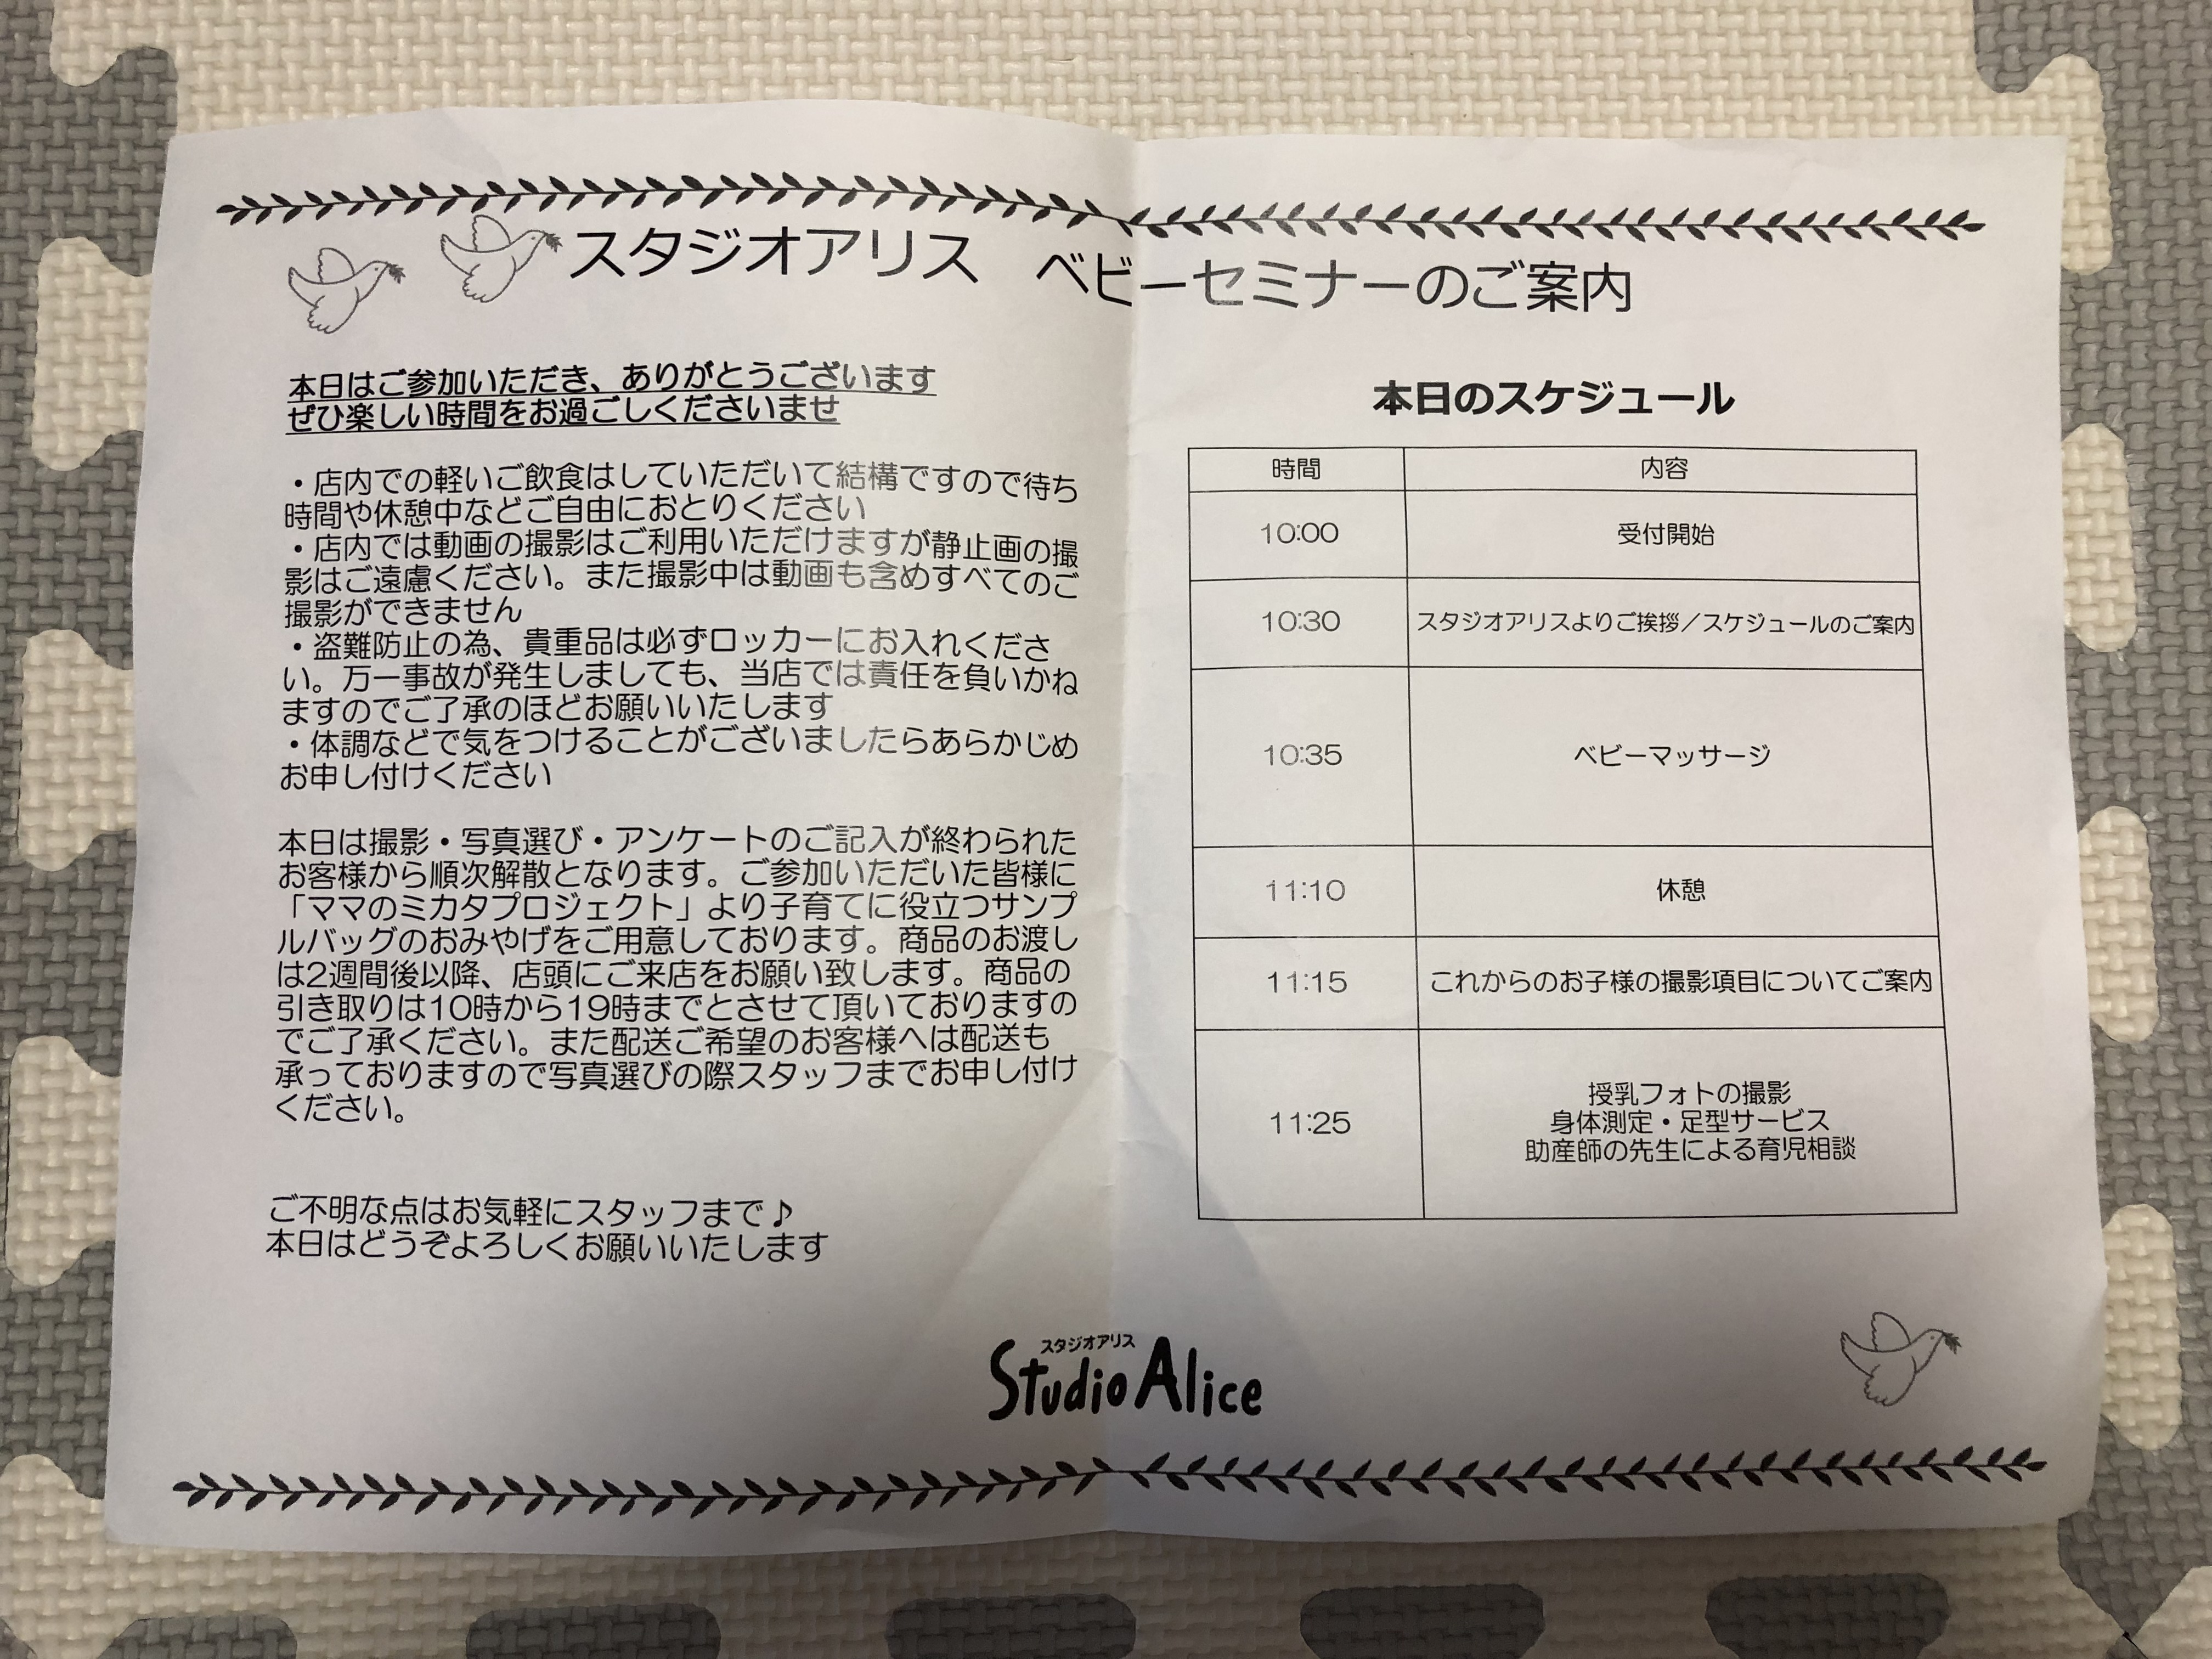 スタジオアリス　ベビーセミナーのご案内
本日はご参加いただき、ありがとうございます
ぜひ楽しい時間をお過ごしくださいませ
・店内での軽いご飲食はしていただいて結構ですので待ち
時間や休憩中などご自由におとりください
・店内では動画の撮影はご利用いただけますが静止画の撮
影はご遠慮ください。また撮影中は動画も含めすべてのご
撮影ができません
・盗難防止の為、貴重品は必ずロッカーにお入れくださ
い。万一事故が発生しましても、当店では責任を負いかね
ますのでご了承のほどお願いいたします
・体調などで気をつけることがございましたらあらかじめ
お申し付けください
本日は撮影・写真選び・アンケートのご記入が終わられた
お客様から順次解散となります。ご参加いただいた皆様に
「ママのミカタプロジェクト」より子育てに役立つサンプ
ルバッグのおみやげをご用意しております。商品のお渡し
は2週間後以降、店頭にご来店をお願い致します。商品の
引き取りは10時から19時までとさせて頂いておりますの
でご了承ください。また配送ご希望のお客様へは配送も
承っておりますので写真選びの際スタッフまでお申し付け
ください。
ご不明な点はお気軽にスタッフまで♪
本日はどうぞよろしくお願いいたします
本日のスケジュール
時間 内容
10:00 受付開始
10:30 スタジオアリスよりご挨拶／スケジュールのご案内
10:35 ベビーマッサージ
11:10 休憩
11:15 これからのお子様の撮影項目についてご案内
授乳フォトの撮影
11:25 身体測定・足型サービス
助産師の先生による育児相談
スタジオアリス
Studio Alice